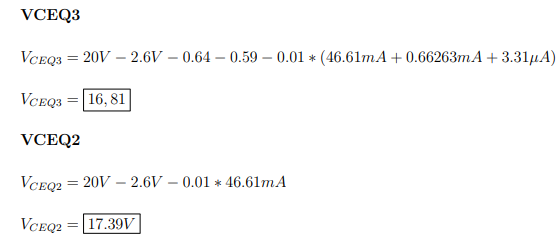 VCEQ3
V_{CEQ3} = 20V − 2.6V − 0.64 − 0.59 − 0.01 ∗ (46.61mA + 0.66263mA + 3.31μA)
V_{CEQ3} = 16,81
VCEQ2
V_{CEQ2} = 20V − 2.6V − 0.01 ∗ 46.61mA
V_{CEQ2} = 17.39V